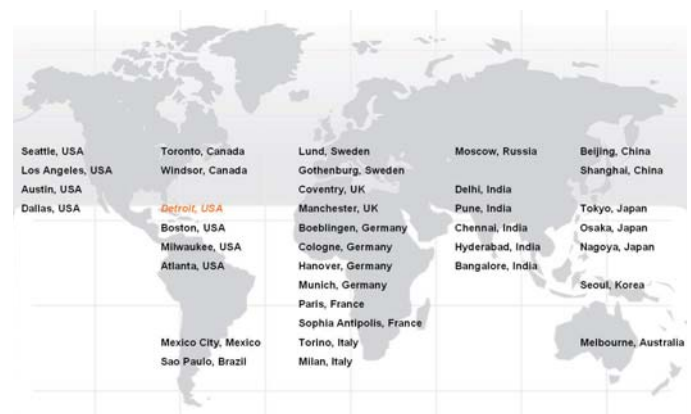 Seattle, USA
Los Angeles, USA
Austin, USA
Dallas, USA
Toronto, Canada
Windsor, Canada
Detroit, USA
Boston, USA
Milwaukee, USA
Atlanta, USA
Mexico City, Mexico
Sao Paulo, Brazil
Lund, Sweden
Gothenburg, Sweden
Coventry, UK
Manchester, UK
Boeblingen, Germany
Cologne, Germany
Hanover, Germany
Munich, Germany
Paris, France
Sophia Antipolis, France
Torino, Italy
Milan, Italy
Moscow, Russia
Delhi, India
Pune, India
Chennai, India
Hyderabad, India
Bangalore, India
Beijing, China
Shanghai, China
Tokyo, Japan
Osaka, Japan
Nagoya, Japan
Seoul, Korea
Melbourne, Australia